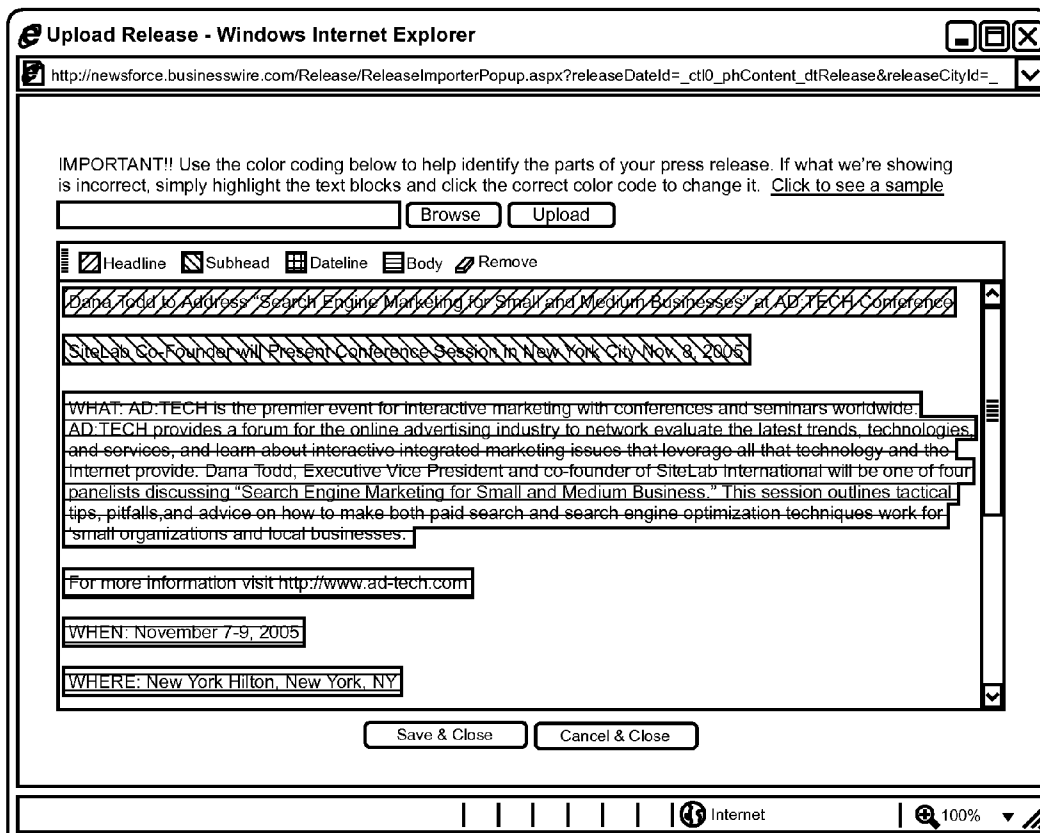 Upload Release - Windows Internet Explorer
http://newsforce.businesswire.com/Release/ReleaseImporterPopup.aspx?releaseDateId=_ctl0_phContent_dtRelease&releaseCityId=_
IMPORTANT!! Use the color coding below to help identify the parts of your press release. If what we're showing
is incorrect, simply highlight the text blocks and click the correct color code to change it. Click to see a sample
Browse Upload
Headline Subhead Dateline Body Remove
Dana Todd to Address "Search Engine Marketing for Small and Medium Businesses" at AD:TECH Conference
SiteLab Co-Founder will Present Conference Session in New York City Nov. 8, 2005
WHAT: AD:TECH is the premier event for interactive marketing with conferences and seminars worldwide.
AD:TECH provides a forum for the online advertising industry to network evaluate the latest trends, technologies,
and services, and learn about interactive integrated marketing issues that leverage all that technology and the
Internet provide. Dana Todd, Executive Vice President and co-founder of SiteLab International will be one of four
panelists discussing "Search Engine Marketing for Small and Medium Business." This session outlines tactical
tips, pitfalls,and advice on how to make both paid search and search engine optimization techniques work for
'small organizations and local businesses.
For more information visit http://www.ad-tech.com
WHEN: November 7-9, 2005
WHERE: New York Hilton, New York, NY
Save & Close Cancel & Close
Internet 100%